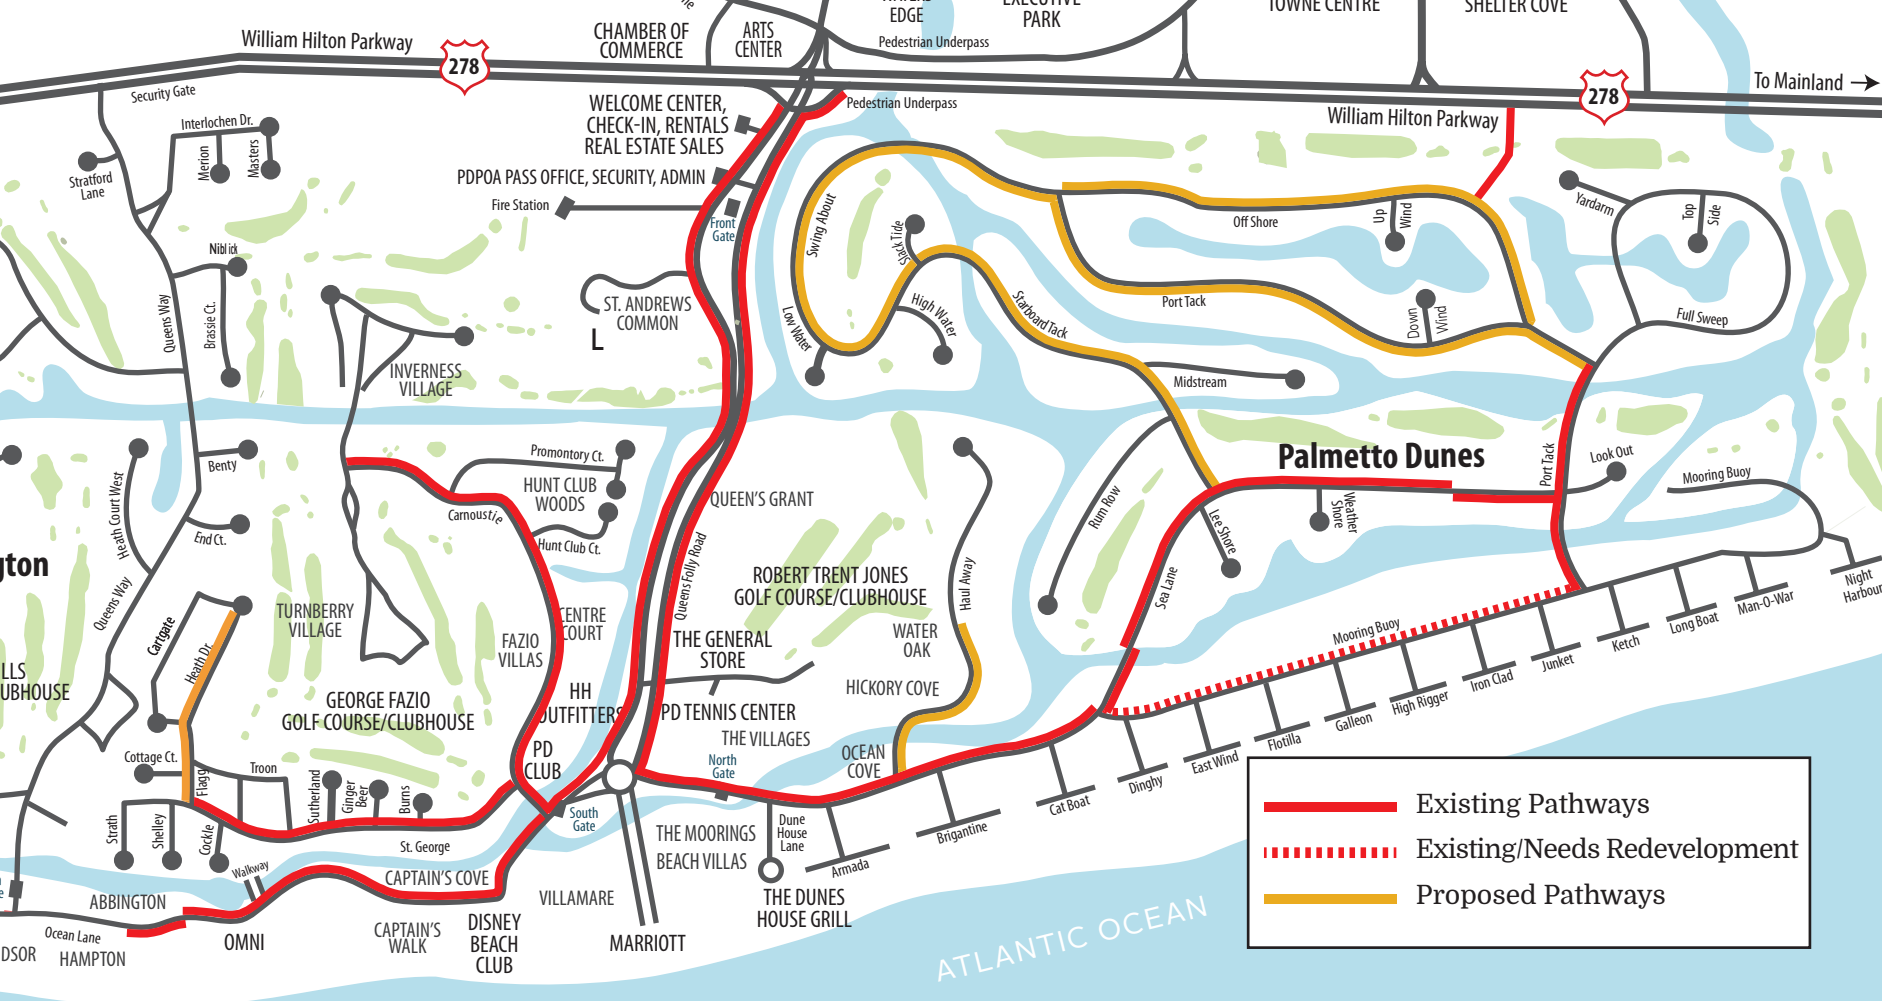 EDGE
PARK
TOWNE CENTRE
SHELTER COVE
William Hilton Parkway
278
CHAMBER OF
COMMERCE
ARTS
CENTER
Pedestrian Underpass
To Mainland
278
William Hilton Parkway
Security Gate
Interlochen Dr.
Merion
Masters
Stratford
Lane
WELCOME CENTER,
CHECK-IN, RENTALS
REAL ESTATE SALES
Pedestrian Underpass
PDPOA PASS OFFICE, SECURITY, ADMIN
Fire Station
Front
Gate
Swing About
Slack Tide
Off Shore
Up
Wind
Yardarm
Top
Side
Niblick
Queens Way
Brassie Ct.
ST. ANDREWS
COMMON
L
Low Water
High Water
Starboard Tack
Port Tack
Down
Wind
Full Sweep
INVERNESS
VILLAGE
Midstream
Palmetto Dunes
Port Tack
Look Out
Mooring Buoy
Benty
Heath Court West
Promontory Ct.
HUNT CLUB
WOODS
Carnoustie
Hunt Club Ct.
QUEEN'S GRANT
Rum Row
Lee Shore
Weather
Shore
End Ct.
gton
Queens Way
Queens Folly Road
ROBERT TRENT JONES
GOLF COURSE/CLUBHOUSE
Haul Away
Sea Lane
Night
Harbour
Man-O-War
Long Boat
Ketch
Junket
Iron Clad
High Rigger
Galleon
Flotilla
East Wind
Dinghy
Cat Boat
Brigantine
Armada
Mooring Buoy
Cartgate
Heath Dr.
TURNBERRY
VILLAGE
FAZIO
VILLAS
CENTRE
COURT
THE GENERAL
STORE
WATER
OAK
HICKORY COVE
LLS
UBHOUSE
GEORGE FAZIO
GOLF COURSE/CLUBHOUSE
HH
OUTFITTERS
PD TENNIS CENTER
THE VILLAGES
OCEAN
COVE
PD
CLUB
North
Gate
Cottage Ct.
Flagg
Troon
Sutherland
Ginger
Beer
Burns
South
Gate
Strath
Shelley
Cockle
St. George
THE MOORINGS
BEACH VILLAS
Dune
House
Lane
Walkway
CAPTAIN'S COVE
ABBINGTON
VILLAMARE
THE DUNES
HOUSE GRILL
Ocean Lane
DSOR
HAMPTON
OMNI
CAPTAIN'S
WALK
DISNEY
BEACH
CLUB
MARRIOTT
ATLANTIC OCEAN
Existing Pathways
Existing/Needs Redevelopment
Proposed Pathways